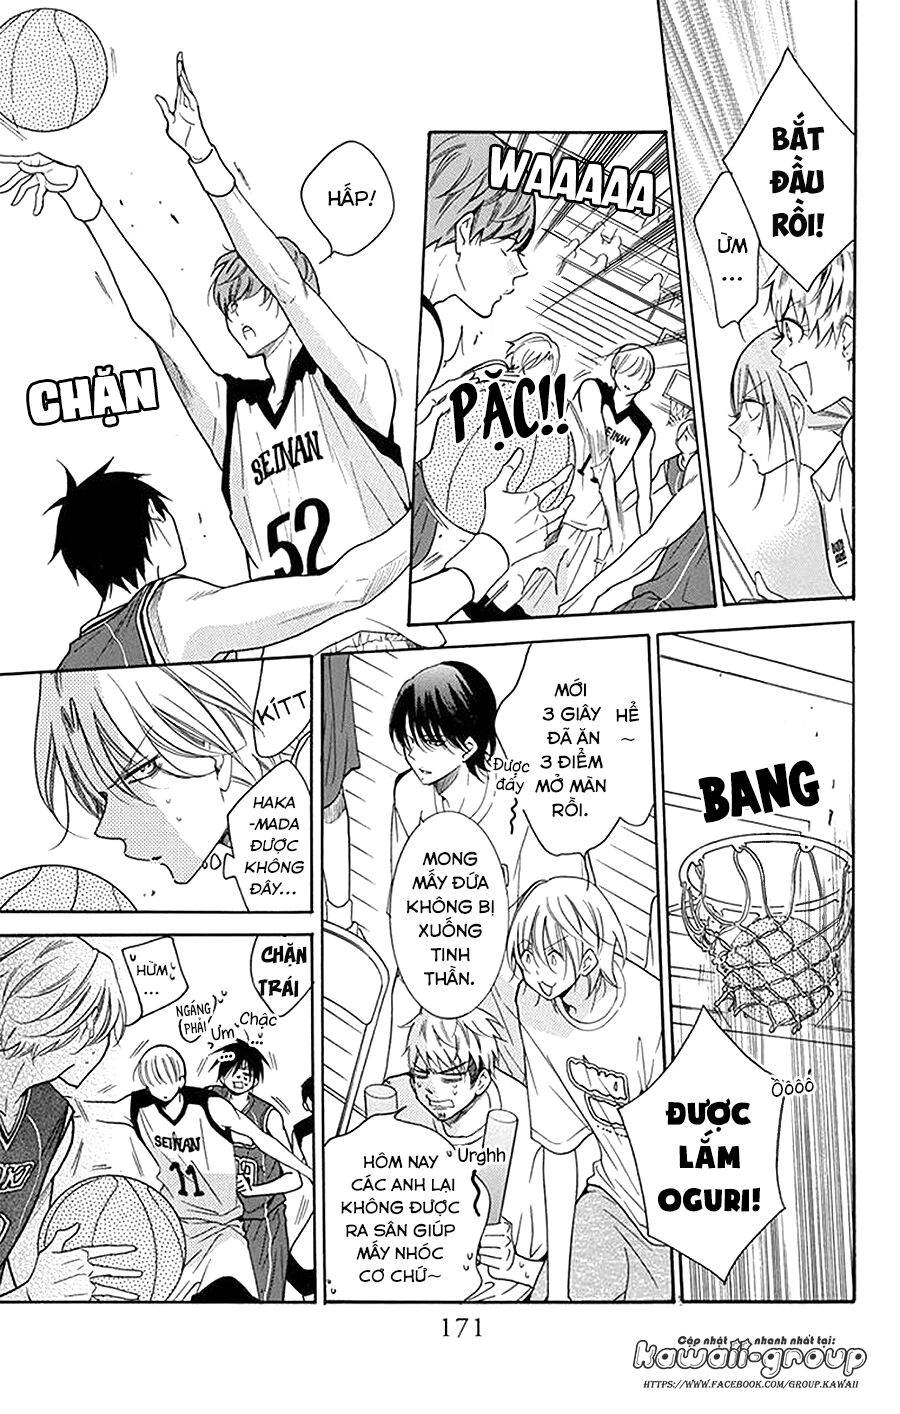 BẮT
ĐẦU
RỒI!
ỪM
...
WAAAAA
PẶC!!
SEINAN
HẤP!
CHẶN
SEINAN
52
BANG
Ồôôố
ĐƯỢC
LẮM
OGURI!
HỂ
~
MỚI
3 GIÂY
ĐÃ ĂN
3 ĐIỂM
MỞ MÀN
RỒI.
Được
đấy
MONG
MẤY ĐỨA
KHÔNG BỊ
XUỐNG
TINH
THẦN.
Urghh
HÔM NAY
CÁC ANH LẠI
KHÔNG ĐƯỢC
RA SÂN GIÚP
MẤY NHÓC
CƠ CHỨ~
KÍTT
HAKA
-MADA
ĐƯỢC
KHÔNG
ĐÂY...
CHẶN
TRÁI
HỪM
...
NGÁNG
PHẢI
Ưm
...
Chậc
...
SEINAN
11
171
Cập nhật nhanh nhất tại:
kawaii-group
HTTPS://WWW.FACEBOOK.COM/GROUP.KAWAII